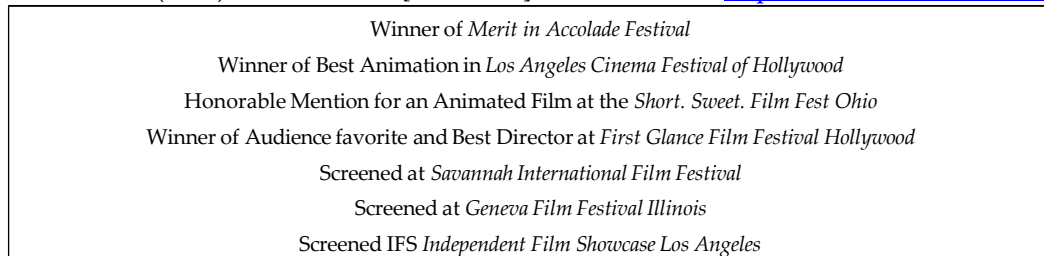 Winner of Merit in Accolade Festival
Winner of Best Animation in Los Angeles Cinema Festival of Hollywood
Honorable Mention for an Animated Film at the Short. Sweet. Film Fest Ohio
Winner of Audience favorite and Best Director at First Glance Film Festival Hollywood
Screened at Savannah International Film Festival
Screened at Geneva Film Festival Illinois
Screened IFS Independent Film Showcase Los Angeles